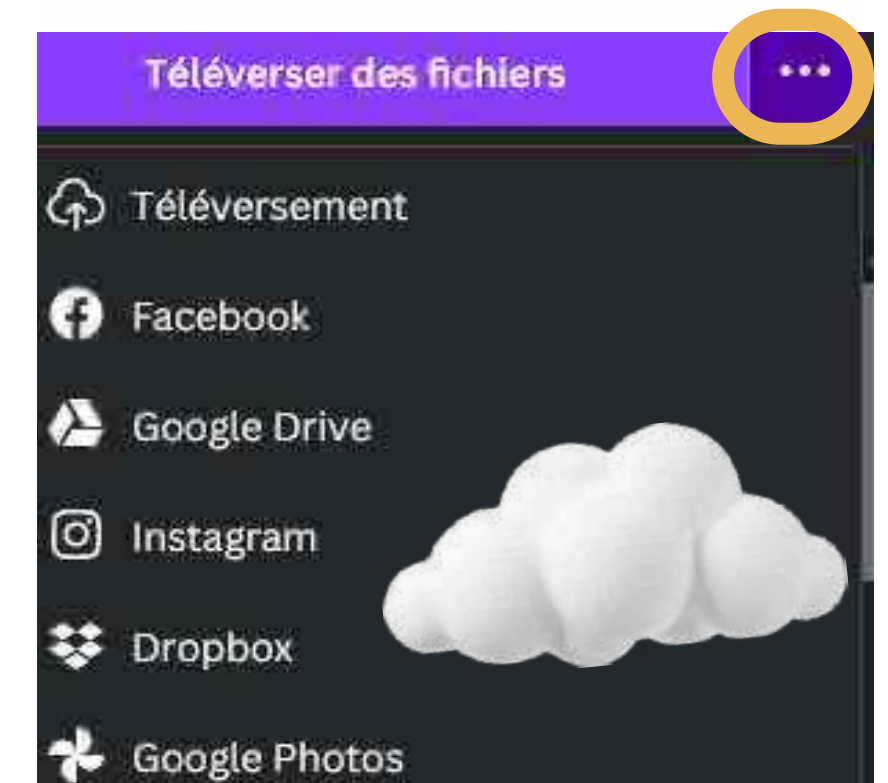 Téléverser des fichiers
Téléversement
Facebook
Google Drive
Instagram
Dropbox
Google Photos